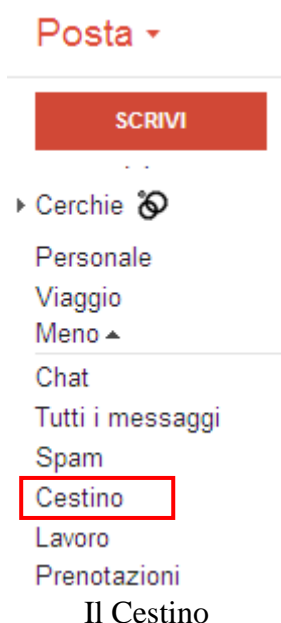 Posta
SCRIVI
Cerchie
Personale
Viaggio
Meno
Chat
Tutti i messaggi
Spam
Cestino
Lavoro
Prenotazioni
Il Cestino